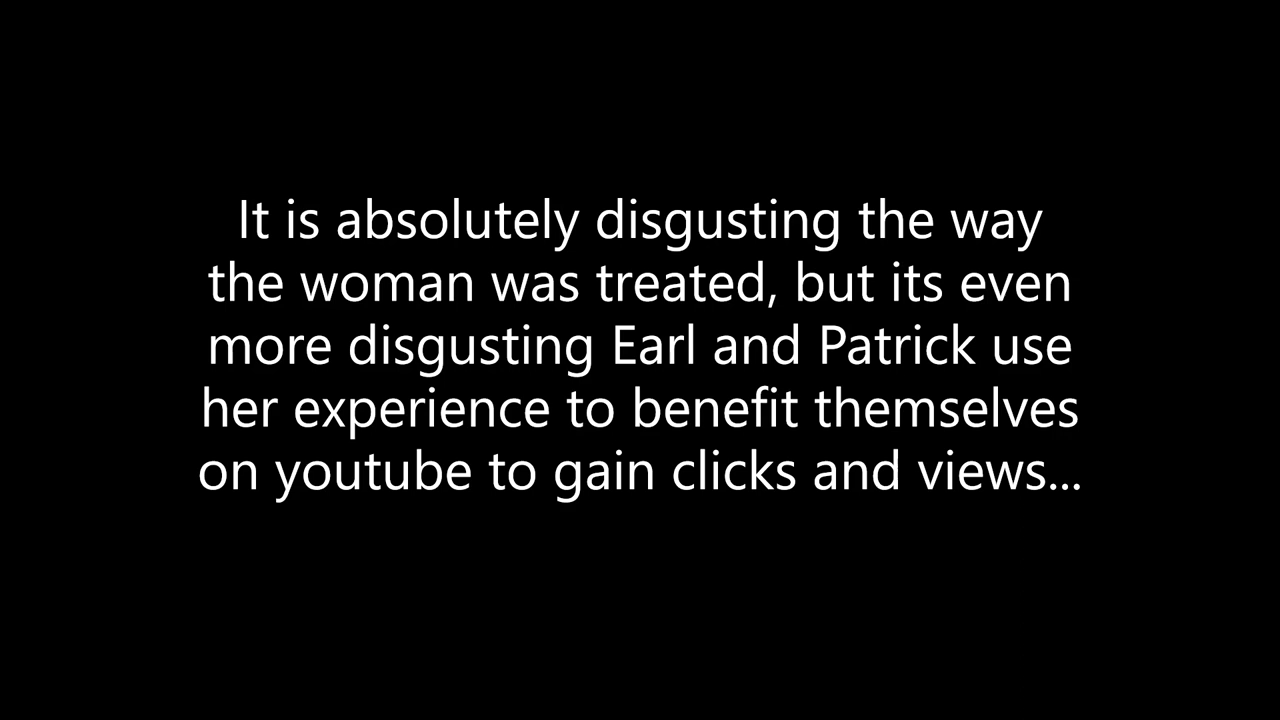 It is absolutely disgusting the way
the woman was treated, but its even
more disgusting Earl and Patrick use
her experience to benefit themselves
on youtube to gain clicks and views...